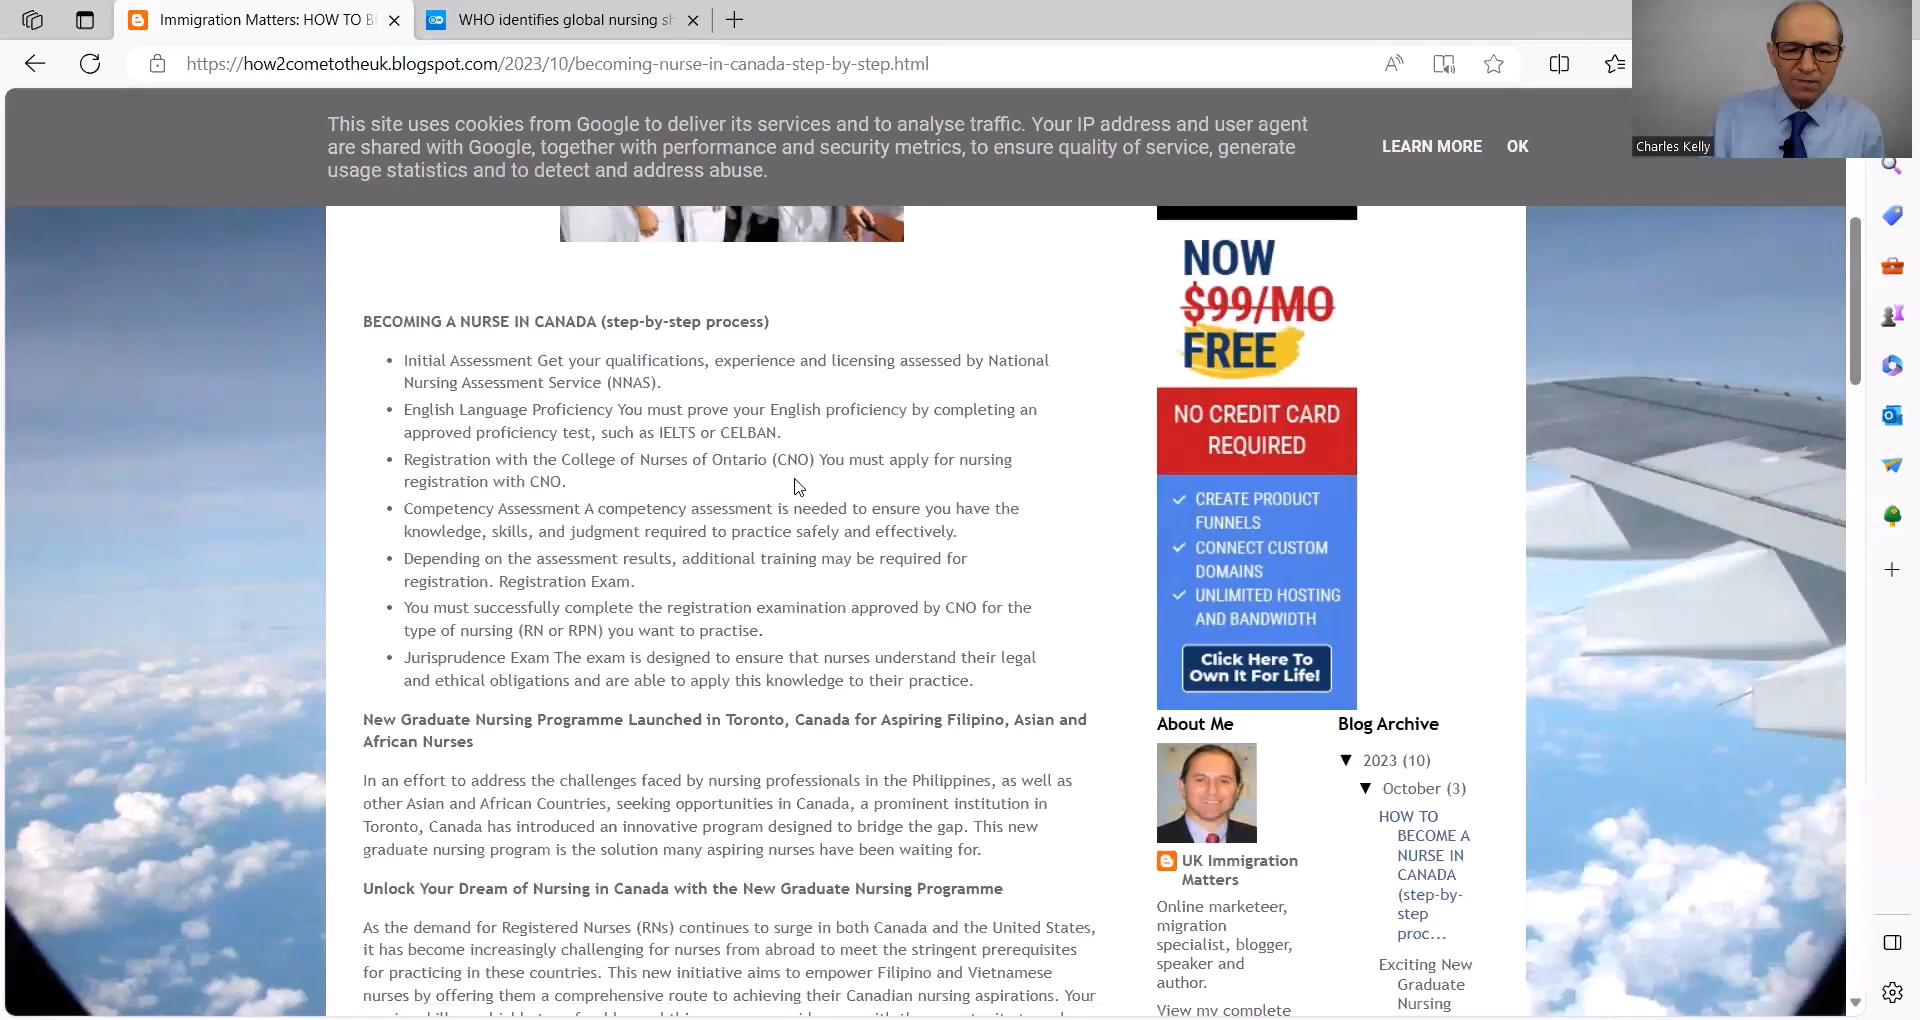 Immigration Matters: HOW TO B
WHO identifies global nursing sh
https://how2cometotheuk.blogspot.com/2023/10/becoming-nurse-in-canada-step-by-step.html
Charles Kelly
This site uses cookies from Google to deliver its services and to analyse traffic. Your IP address and user agent
are shared with Google, together with performance and security metrics, to ensure quality of service, generate
usage statistics and to detect and address abuse.
LEARN MORE
OK
BECOMING A NURSE IN CANADA (step-by-step process)
• Initial Assessment Get your qualifications, experience and licensing assessed by National
Nursing Assessment Service (NNAS).
• English Language Proficiency You must prove your English proficiency by completing an
approved proficiency test, such as IELTS or CELBAN.
• Registration with the College of Nurses of Ontario (CNO) You must apply for nursing
registration with CNO.
• Competency Assessment A competency assessment is needed to ensure you have the
knowledge, skills, and judgment required to practice safely and effectively.
• Depending on the assessment results, additional training may be required for
registration. Registration Exam.
• You must successfully complete the registration examination approved by CNO for the
type of nursing (RN or RPN) you want to practise.
• Jurisprudence Exam The exam is designed to ensure that nurses understand their legal
and ethical obligations and are able to apply this knowledge to their practice.
New Graduate Nursing Programme Launched in Toronto, Canada for Aspiring Filipino, Asian and
African Nurses
In an effort to address the challenges faced by nursing professionals in the Philippines, as well as
other Asian and African Countries, seeking opportunities in Canada, a prominent institution in
Toronto, Canada has introduced an innovative program designed to bridge the gap. This new
graduate nursing program is the solution many aspiring nurses have been waiting for.
Unlock Your Dream of Nursing in Canada with the New Graduate Nursing Programme
As the demand for Registered Nurses (RNs) continues to surge in both Canada and the United States,
it has become increasingly challenging for nurses from abroad to meet the stringent prerequisites
for practicing in these countries. This new initiative aims to empower Filipino and Vietnamese
nurses by offering them a comprehensive route to achieving their Canadian nursing aspirations. Your
NOW
$99/MO
FREE
NO CREDIT CARD
REQUIRED
CREATE PRODUCT
FUNNELS
CONNECT CUSTOM
DOMAINS
UNLIMITED HOSTING
AND BANDWIDTH
Click Here To
Own It For Life!
About Me
UK Immigration
Matters
Online marketeer,
migration
specialist, blogger,
speaker and
author.
View my complete
Blog Archive
▼ 2023 (10)
▼ October (3)
HOW TO
BECOME A
NURSE IN
CANADA
(step-by-
step
proc...
Exciting New
Graduate
Nursing